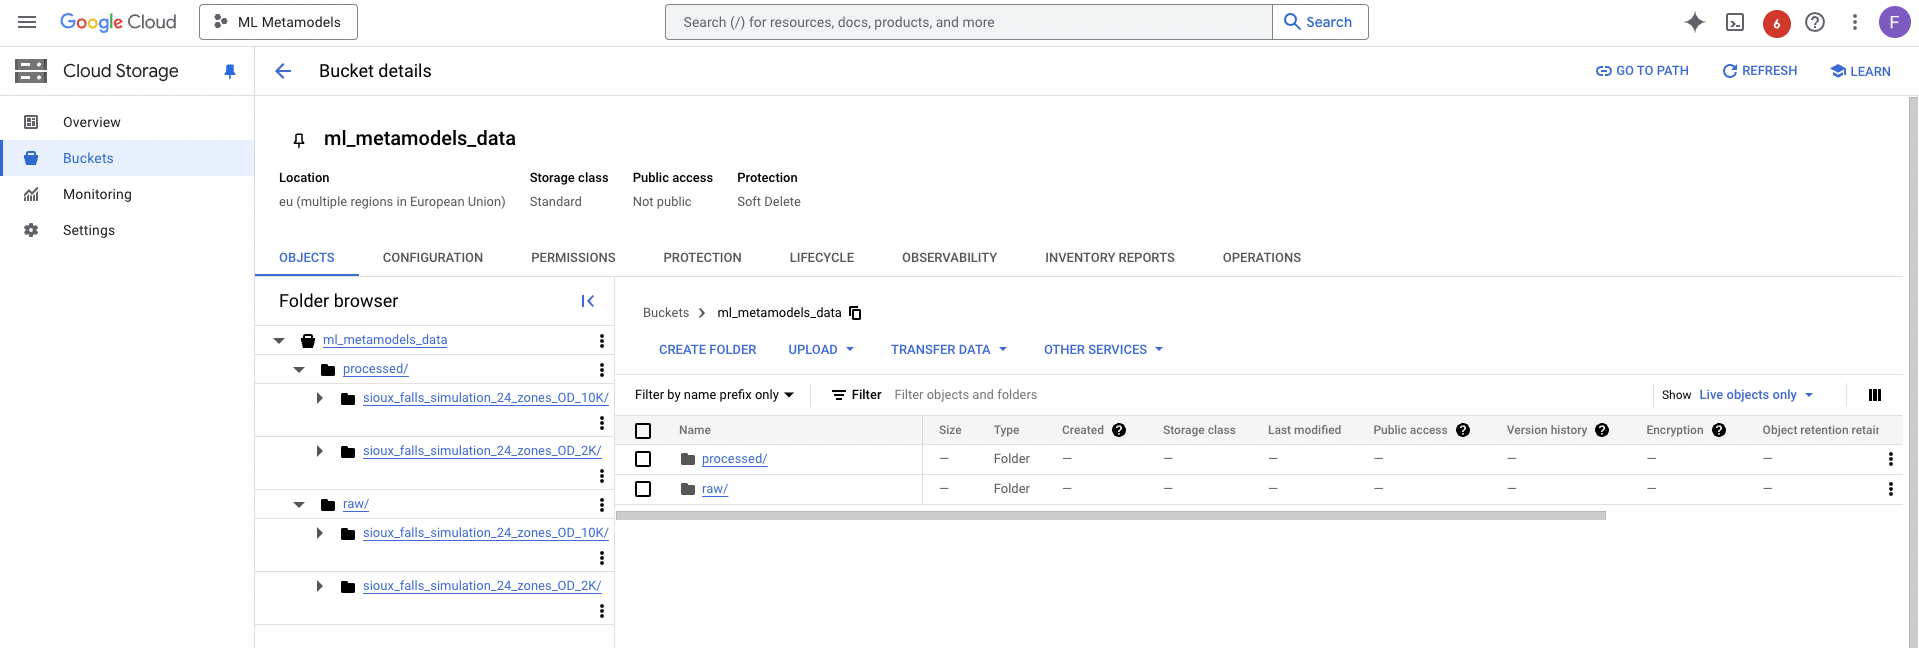 Google Cloud
ML Metamodels
Search (/) for resources, docs, products, and more
Search
6
F
Cloud Storage
Bucket details
GO TO PATH
REFRESH
LEARN
Overview
Buckets
Monitoring
Settings
ml_metamodels_data
Location Storage class Public access Protection
eu (multiple regions in European Union) Standard Not public Soft Delete
OBJECTS CONFIGURATION PERMISSIONS PROTECTION LIFECYCLE OBSERVABILITY INVENTORY REPORTS OPERATIONS
Folder browser
ml_metamodels_data
processed/
sioux_falls_simulation_24_zones_OD_10K/
sioux_falls_simulation_24_zones_OD_2K/
raw/
sioux_falls_simulation_24_zones_OD_10K/
sioux_falls_simulation_24_zones_OD_2K/
Buckets ml_metamodels_data
CREATE FOLDER UPLOAD TRANSFER DATA OTHER SERVICES
Filter by name prefix only Filter Filter objects and folders Show Live objects only
Name Size Type Created Storage class Last modified Public access Version history Encryption Object retention retair
processed/ — Folder — — — — — — —
raw/ — Folder — — — — — — —